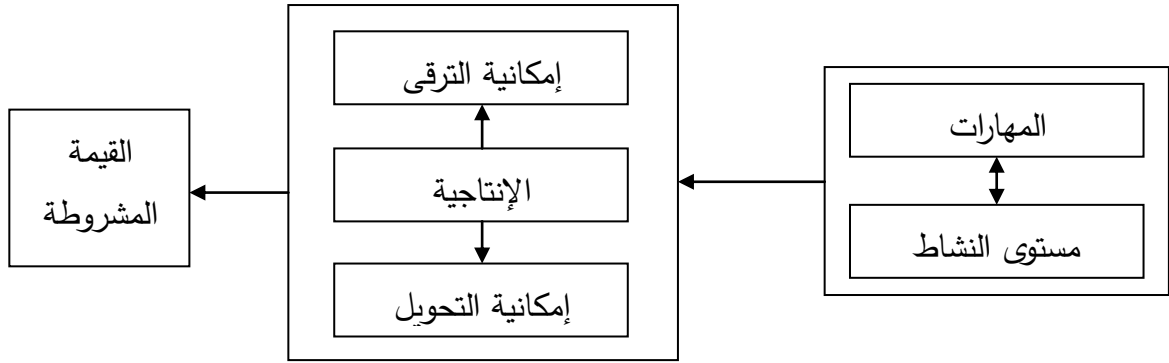 المهارات
مستوى النشاط
إمكانية الترقى
الإنتاجية
إمكانية التحويل
القيمة
المشروطة